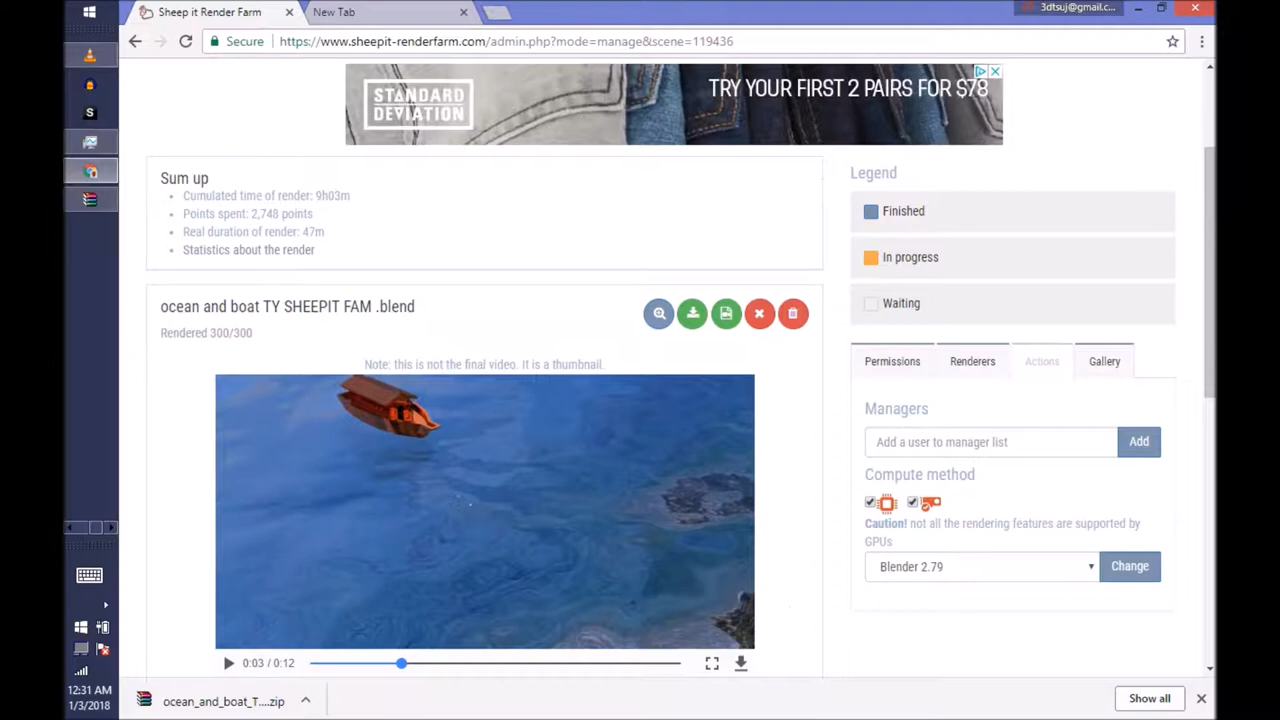 Sheep it Render Farm
New Tab
3dtsuj@gmail.c...
Secure
https://www.sheepit-renderfarm.com/admin.php?mode=manage&scene=119436
STANDARD
DEVIATION
TRY YOUR FIRST 2 PAIRS FOR $78
Sum up
Cumulated time of render: 9h03m
Points spent: 2,748 points
Real duration of render: 47m
Statistics about the render
Legend
Finished
In progress
Waiting
ocean and boat TY SHEEPIT FAM .blend
Rendered 300/300
Note: this is not the final video. It is a thumbnail.
0:03 / 0:12
Permissions
Renderers
Actions
Gallery
Managers
Add a user to manager list
Add
Compute method
Caution! not all the rendering features are supported by
GPUs
Blender 2.79
Change
S
12:31 AM
1/3/2018
ocean_and_boat_T....zip
Show all